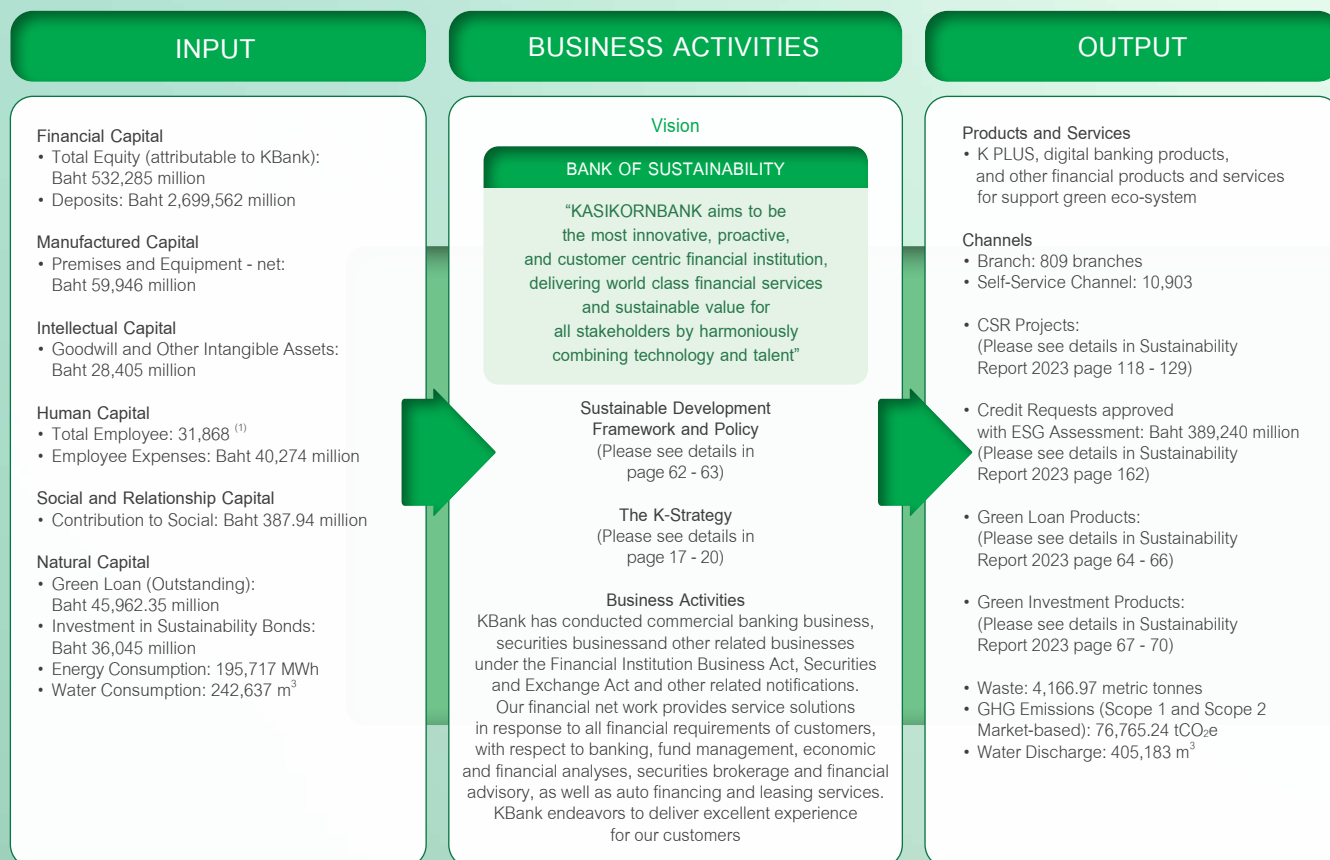 INPUT
Financial Capital
• Total Equity (attributable to KBank):
Baht 532,285 million
• Deposits: Baht 2,699,562 million
Manufactured Capital
• Premises and Equipment - net:
Baht 59,946 million
Intellectual Capital
• Goodwill and Other Intangible Assets:
Baht 28,405 million
Human Capital
• Total Employee: 31,868 (1)
• Employee Expenses: Baht 40,274 million
Social and Relationship Capital
• Contribution to Social: Baht 387.94 million
Natural Capital
• Green Loan (Outstanding):
Baht 45,962.35 million
• Investment in Sustainability Bonds:
Baht 36,045 million
• Energy Consumption: 195,717 MWh
• Water Consumption: 242,637 m³
BUSINESS ACTIVITIES
Vision
BANK OF SUSTAINABILITY
“KASIKORNBANK aims to be
the most innovative, proactive,
and customer centric financial institution,
delivering world class financial services
and sustainable value for
all stakeholders by harmoniously
combining technology and talent”
Sustainable Development
Framework and Policy
(Please see details in
page 62 - 63)
The K-Strategy
(Please see details in
page 17 - 20)
Business Activities
KBank has conducted commercial banking business,
securities businessand other related businesses
under the Financial Institution Business Act, Securities
and Exchange Act and other related notifications.
Our financial net work provides service solutions
in response to all financial requirements of customers,
with respect to banking, fund management, economic
and financial analyses, securities brokerage and financial
advisory, as well as auto financing and leasing services.
KBank endeavors to deliver excellent experience
for our customers
OUTPUT
Products and Services
• K PLUS, digital banking products,
and other financial products and services
for support green eco-system
Channels
• Branch: 809 branches
• Self-Service Channel: 10,903
• CSR Projects:
(Please see details in Sustainability
Report 2023 page 118 - 129)
• Credit Requests approved
with ESG Assessment: Baht 389,240 million
(Please see details in Sustainability
Report 2023 page 162)
• Green Loan Products:
(Please see details in Sustainability
Report 2023 page 64 - 66)
• Green Investment Products:
(Please see details in Sustainability
Report 2023 page 67 - 70)
• Waste: 4,166.97 metric tonnes
• GHG Emissions (Scope 1 and Scope 2
Market-based): 76,765.24 tCO₂e
• Water Discharge: 405,183 m³